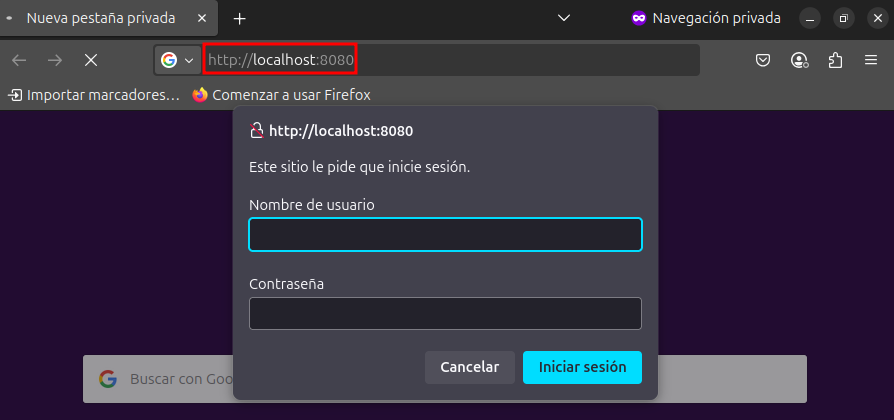 Nueva pestaña privada
Navegación privada
http://localhost:8080
Importar marcadores…
Comenzar a usar Firefox
http://localhost:8080
Este sitio le pide que inicie sesión.
Nombre de usuario
Contraseña
Cancelar
Iniciar sesión
Buscar con Goo